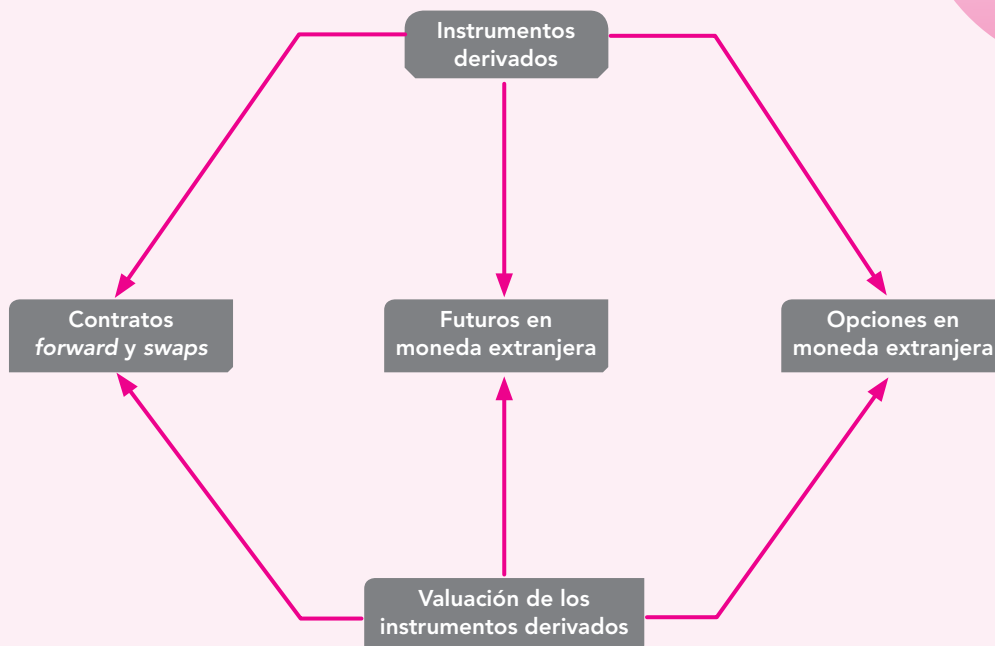 Instrumentos
derivados
Contratos
forward y swaps
Futuros en
moneda extranjera
Opciones en
moneda extranjera
Valuación de los
instrumentos derivados